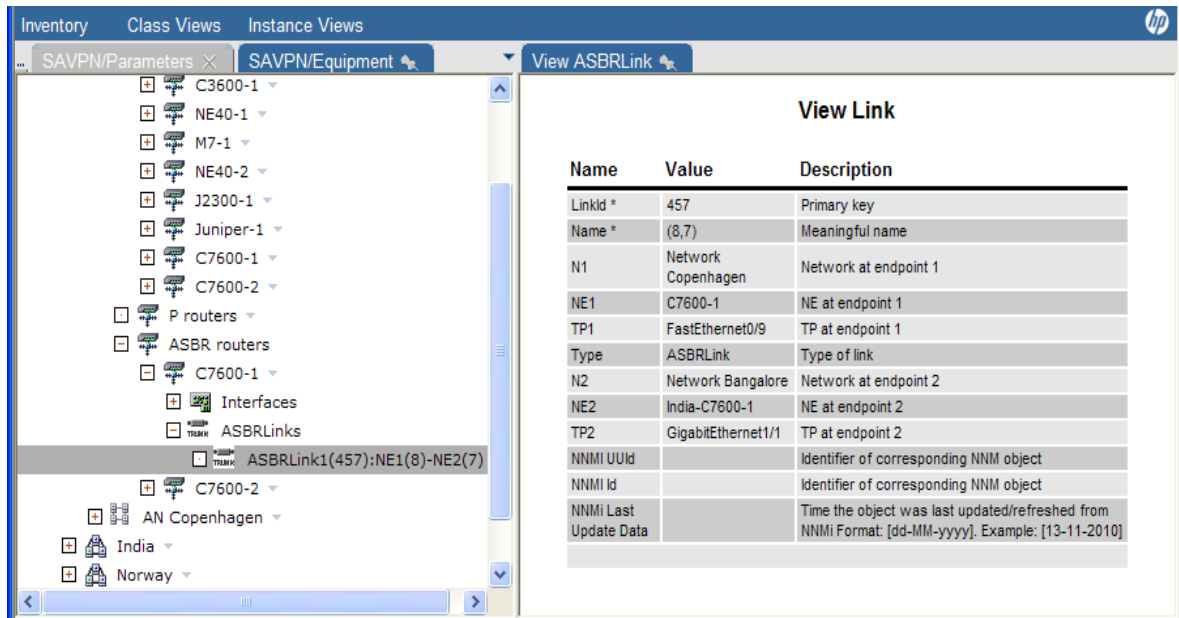 Inventory Class Views Instance Views
hp
... SAVPN/Parameters SAVPN/Equipment View ASBRLink
C3600-1
NE40-1
M7-1
NE40-2
J2300-1
Juniper-1
C7600-1
C7600-2
P routers
ASBR routers
C7600-1
Interfaces
TRUNK ASBRLinks
TRUNK ASBRLink1(457):NE1(8)-NE2(7)
C7600-2
AN Copenhagen
India
Norway
View Link
Name Value Description
LinkId * 457 Primary key
Name * (8,7) Meaningful name
N1 Network Copenhagen Network at endpoint 1
NE1 C7600-1 NE at endpoint 1
TP1 FastEthernet0/9 TP at endpoint 1
Type ASBRLink Type of link
N2 Network Bangalore Network at endpoint 2
NE2 India-C7600-1 NE at endpoint 2
TP2 GigabitEthernet1/1 TP at endpoint 2
NNMI UUId Identifier of corresponding NNM object
NNMI Id Identifier of corresponding NNM object
NNMi Last Time the object was last updated/refreshed from
Update Data NNMi Format: [dd-MM-yyyy]. Example: [13-11-2010]